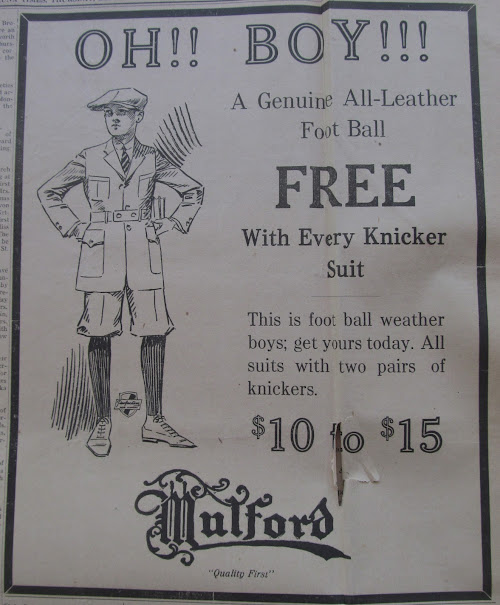 OH!! BOY!!!
A Genuine All-Leather
Foot Ball
FREE
With Every Knicker
Suit
This is foot ball weather
boys; get yours today. All
suits with two pairs of
knickers.
$10 to $15
Mulford
"Quality First"